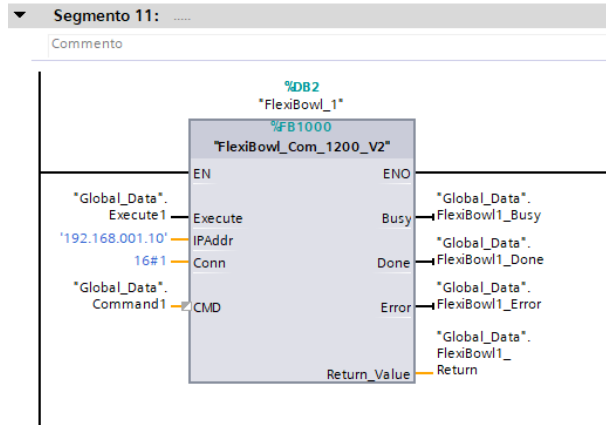 Segmento 11: .....
Commento
%DB2
"FlexiBowl_1"
%FB1000
"FlexiBowl_Com_1200_V2"
EN
ENO
"Global_Data".
Execute1
Execute
Busy
"Global_Data".
FlexiBowl1_Busy
'192.168.001.10'
IPAddr
16#1
Conn
Done
"Global_Data".
FlexiBowl1_Done
"Global_Data".
Command1
CMD
Error
"Global_Data".
FlexiBowl1_Error
Return_Value
"Global_Data".
FlexiBowl1_
Return